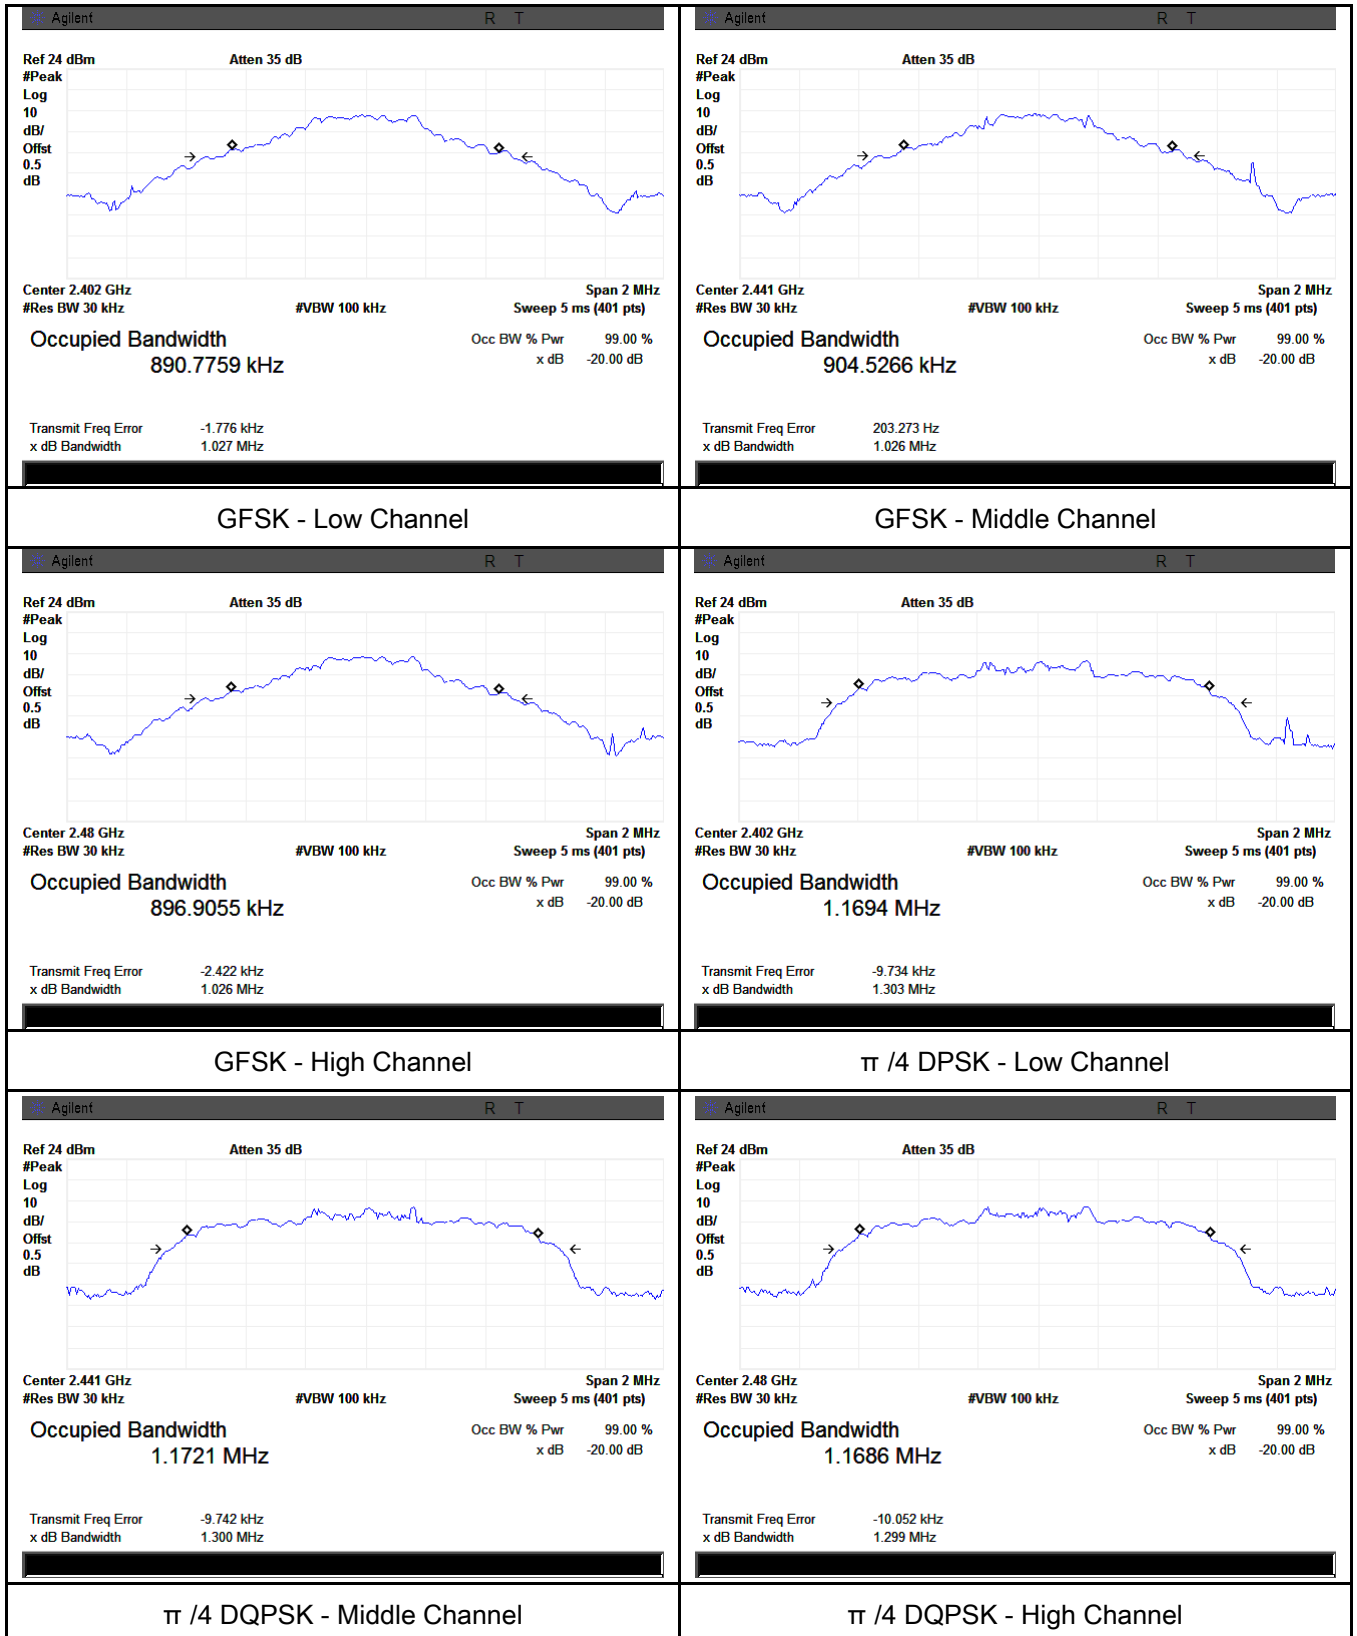 Agilent R T
Ref 24 dBm Atten 35 dB
#Peak
Log
10
dB/
Offst
0.5
dB
Center 2.402 GHz Span 2 MHz
#Res BW 30 kHz #VBW 100 kHz Sweep 5 ms (401 pts)
Occupied Bandwidth Occ BW % Pwr 99.00 %
890.7759 kHz x dB -20.00 dB
Transmit Freq Error -1.776 kHz
x dB Bandwidth 1.027 MHz
GFSK - Low Channel
Agilent R T
Ref 24 dBm Atten 35 dB
#Peak
Log
10
dB/
Offst
0.5
dB
Center 2.441 GHz Span 2 MHz
#Res BW 30 kHz #VBW 100 kHz Sweep 5 ms (401 pts)
Occupied Bandwidth Occ BW % Pwr 99.00 %
904.5266 kHz x dB -20.00 dB
Transmit Freq Error 203.273 Hz
x dB Bandwidth 1.026 MHz
GFSK - Middle Channel
Agilent R T
Ref 24 dBm Atten 35 dB
#Peak
Log
10
dB/
Offst
0.5
dB
Center 2.48 GHz Span 2 MHz
#Res BW 30 kHz #VBW 100 kHz Sweep 5 ms (401 pts)
Occupied Bandwidth Occ BW % Pwr 99.00 %
896.9055 kHz x dB -20.00 dB
Transmit Freq Error -2.422 kHz
x dB Bandwidth 1.026 MHz
GFSK - High Channel
Agilent R T
Ref 24 dBm Atten 35 dB
#Peak
Log
10
dB/
Offst
0.5
dB
Center 2.402 GHz Span 2 MHz
#Res BW 30 kHz #VBW 100 kHz Sweep 5 ms (401 pts)
Occupied Bandwidth Occ BW % Pwr 99.00 %
1.1694 MHz x dB -20.00 dB
Transmit Freq Error -9.734 kHz
x dB Bandwidth 1.303 MHz
π /4 DPSK - Low Channel
Agilent R T
Ref 24 dBm Atten 35 dB
#Peak
Log
10
dB/
Offst
0.5
dB
Center 2.441 GHz Span 2 MHz
#Res BW 30 kHz #VBW 100 kHz Sweep 5 ms (401 pts)
Occupied Bandwidth Occ BW % Pwr 99.00 %
1.1721 MHz x dB -20.00 dB
Transmit Freq Error -9.742 kHz
x dB Bandwidth 1.300 MHz
π /4 DQPSK - Middle Channel
Agilent R T
Ref 24 dBm Atten 35 dB
#Peak
Log
10
dB/
Offst
0.5
dB
Center 2.48 GHz Span 2 MHz
#Res BW 30 kHz #VBW 100 kHz Sweep 5 ms (401 pts)
Occupied Bandwidth Occ BW % Pwr 99.00 %
1.1686 MHz x dB -20.00 dB
Transmit Freq Error -10.052 kHz
x dB Bandwidth 1.299 MHz
π /4 DQPSK - High Channel